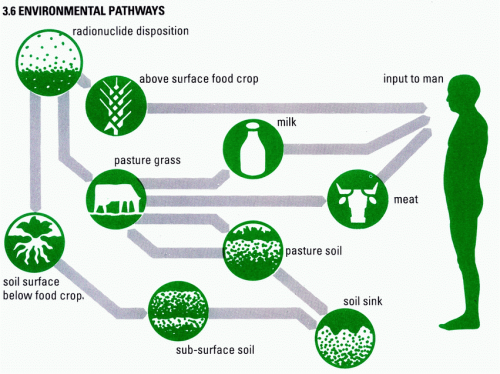 3.6 ENVIRONMENTAL PATHWAYS
radionuclide disposition
above surface food crop
input to man
milk
pasture grass
meat
pasture soil
soil surface
below food crop.
soil sink
sub-surface soil